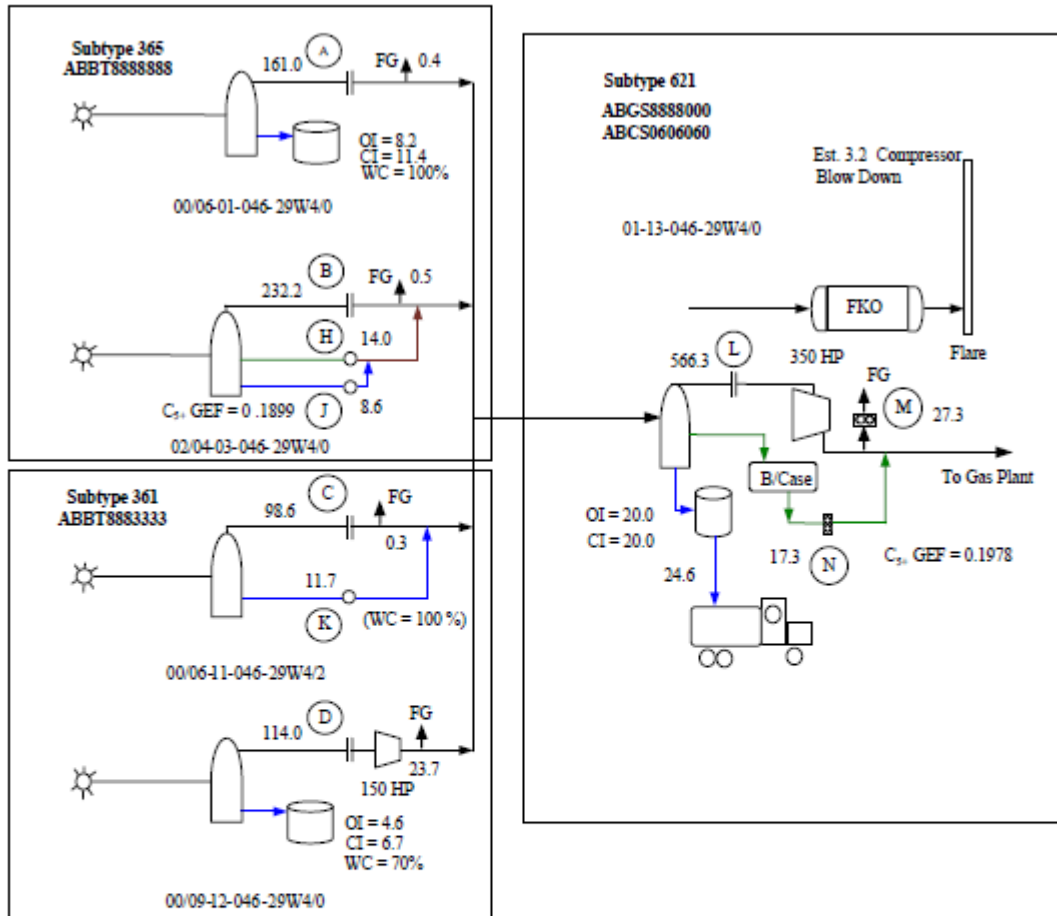 Subtype 365
ABBT8888888
A
161.0
FG
0.4
OI = 8.2
CI = 11.4
WC = 100%
00/06-01-046- 29W4/0
B
232.2
FG
0.5
H
14.0
J
8.6
C5+ GEF = 0 .1899
02/04-03-046- 29W4/0
Subtype 361
ABBT8883333
C
98.6
FG
0.3
11.7
K
(WC = 100 %)
00/06-11-046-29W4/2
D
114.0
FG
23.7
150 HP
OI = 4.6
CI = 6.7
WC = 70%
00/09-12-046-29W4/0
Subtype 621
ABGS8888000
ABCS0606060
Est. 3.2 Compressor
Blow Down
01-13-046-29W4/0
FKO
Flare
L
566.3
350 HP
FG
M
27.3
To Gas Plant
B/Case
OI = 20.0
CI = 20.0
17.3
N
C5+ GEF = 0.1978
24.6